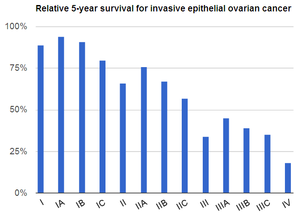 Relative 5-year survival for invasive epithelial ovarian cancer
100%
75%
50%
25%
0%
I IA IB IC II IIA IIB IIC III IIIA IIIB IIIC IV